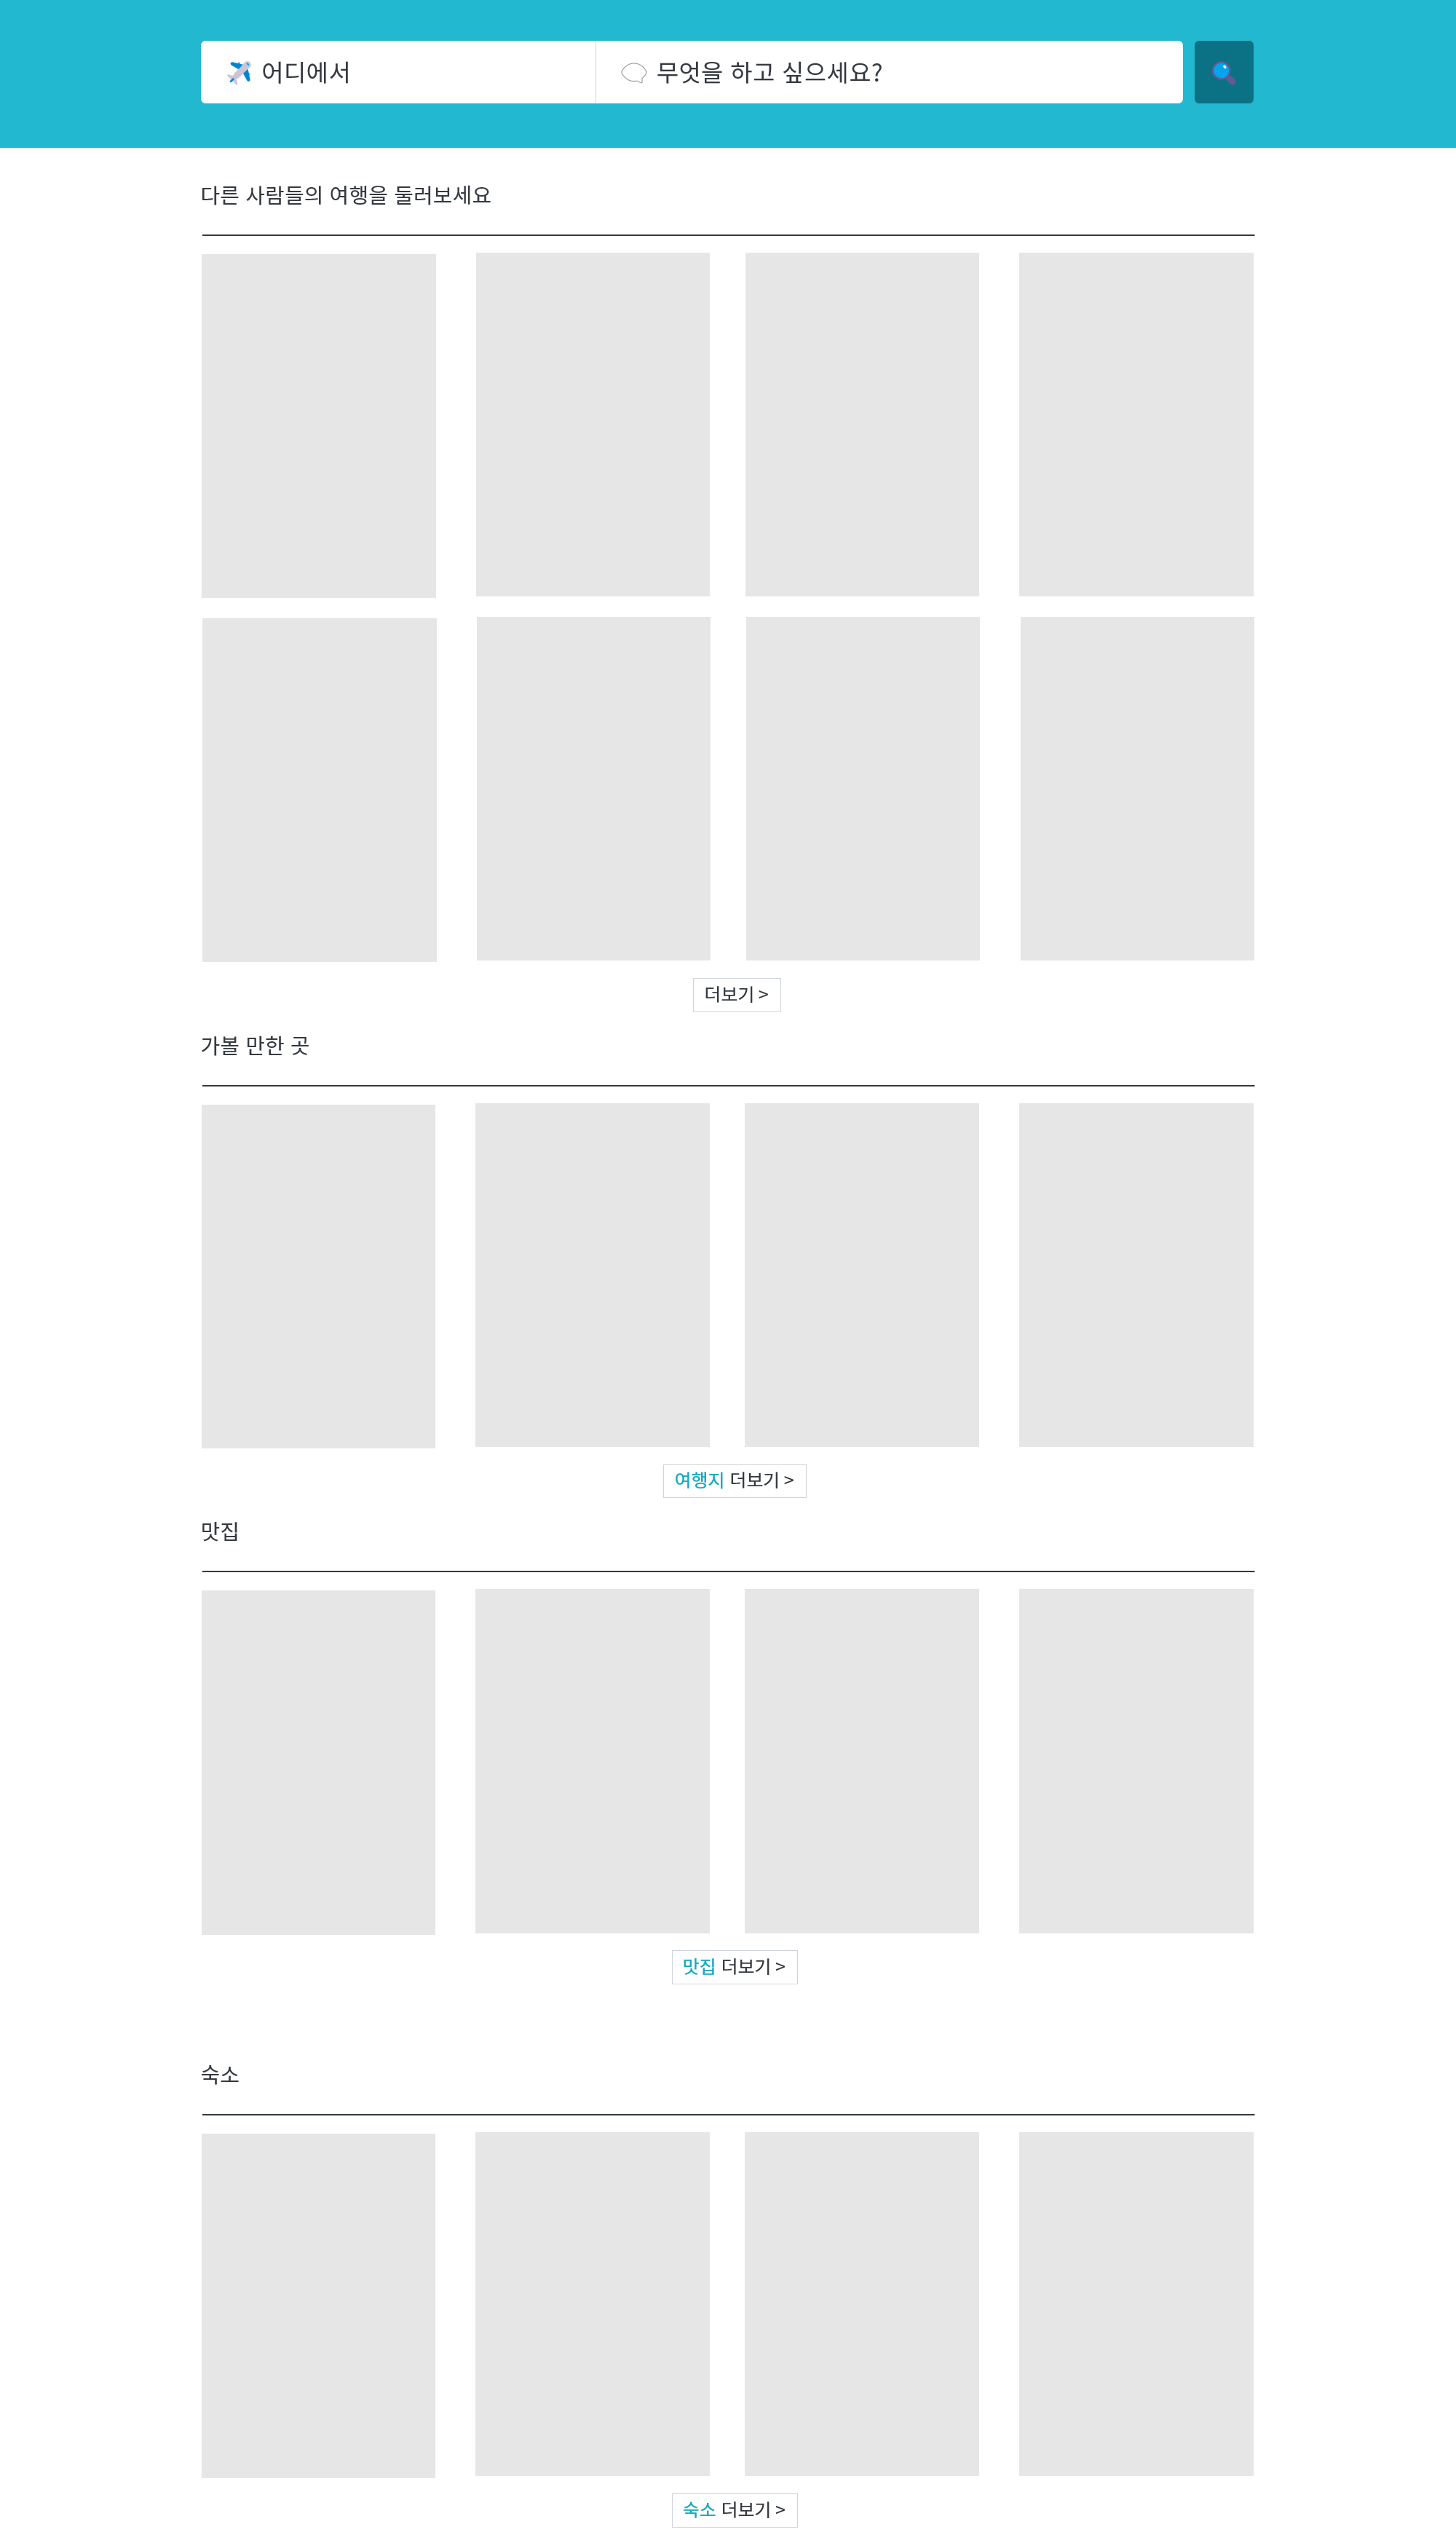 어디에서
무엇을 하고 싶으세요?
다른 사람들의 여행을 둘러보세요
더보기 >
가볼 만한 곳
여행지 더보기 >
맛집
맛집 더보기 >
숙소
숙소 더보기 >